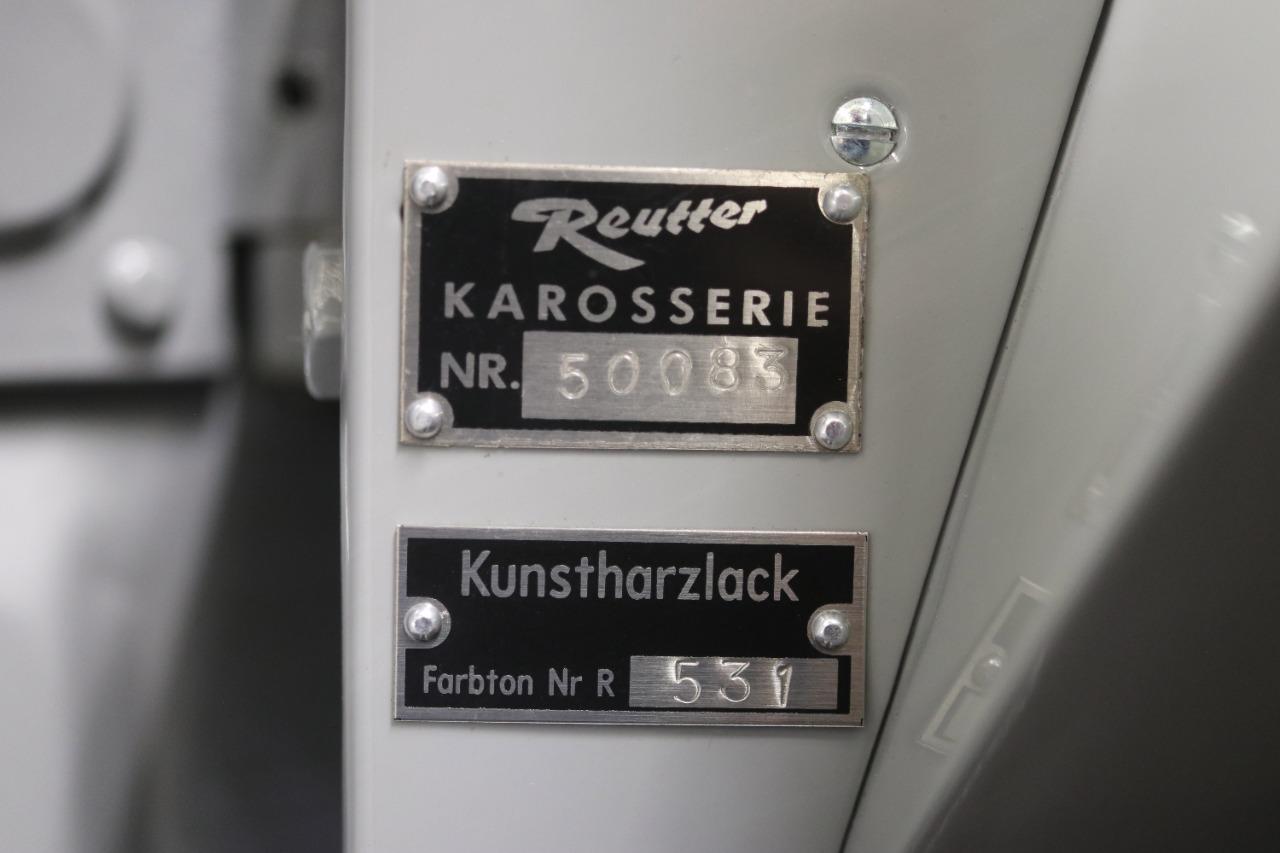 Reutter
KAROSSERIE
NR. 50083
Kunstharzlack
Farbton Nr R 531